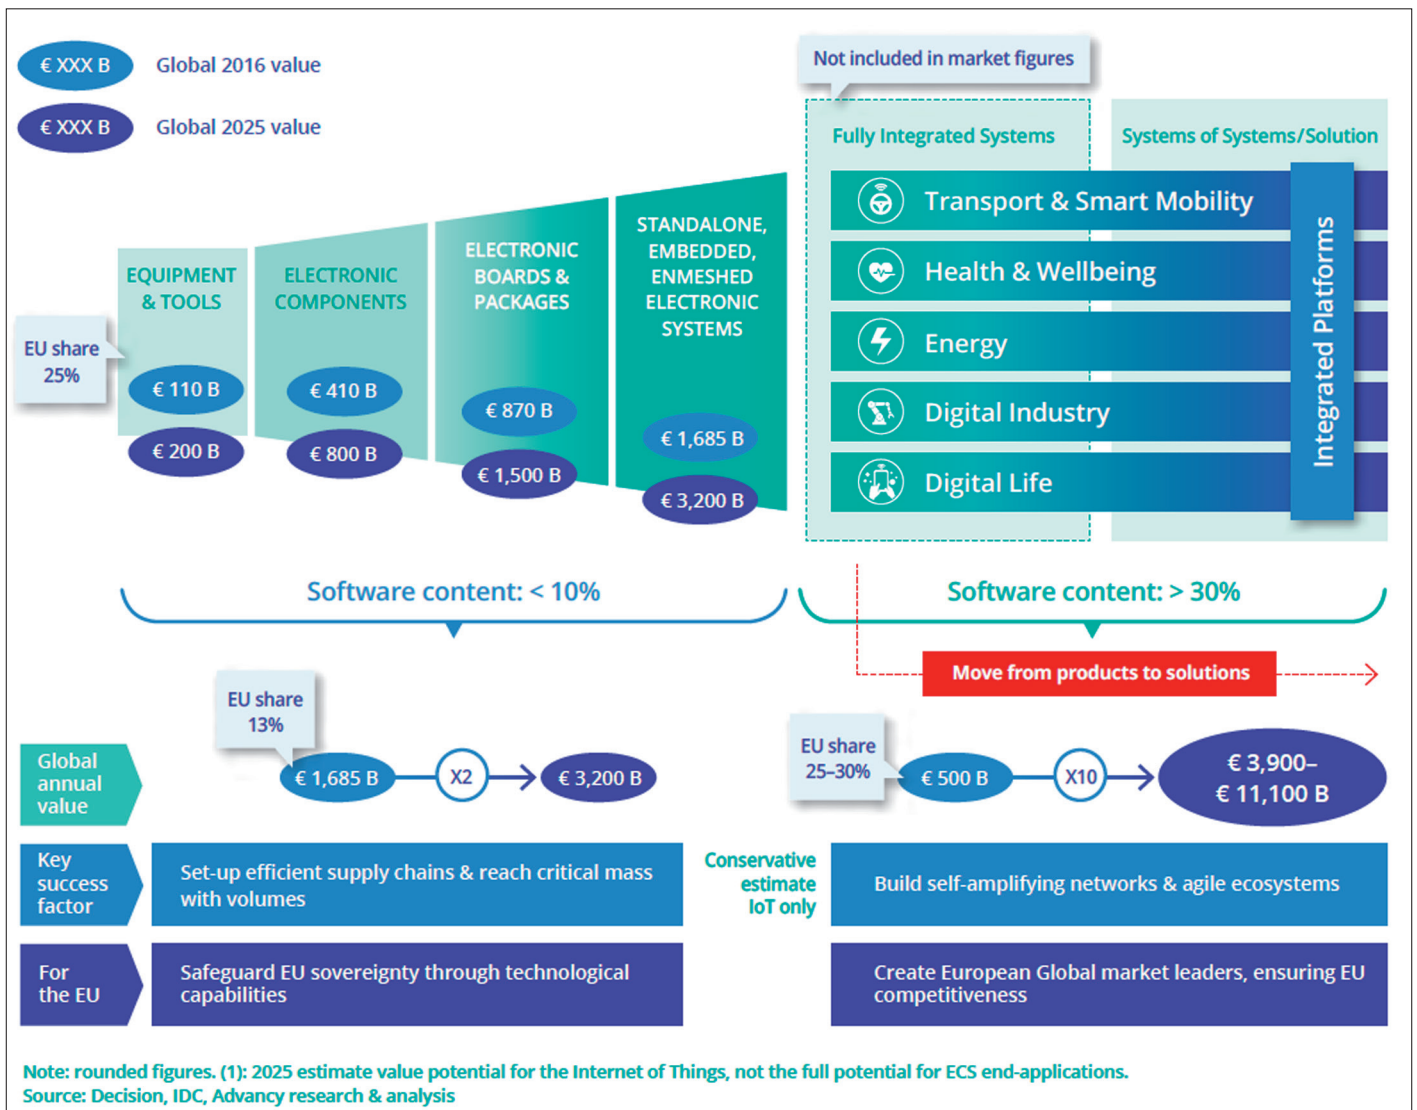 € XXX B
Global 2016 value
€ XXX B
Global 2025 value
Not included in market figures
Fully Integrated Systems
Systems of Systems/Solution
EQUIPMENT
& TOOLS
ELECTRONIC
COMPONENTS
ELECTRONIC
BOARDS &
PACKAGES
STANDALONE,
EMBEDDED,
ENMESHED
ELECTRONIC
SYSTEMS
EU share
25%
€ 110 B
€ 200 B
€ 410 B
€ 800 B
€ 870 B
€ 1,500 B
€ 1,685 B
€ 3,200 B
Transport & Smart Mobility
Health & Wellbeing
Energy
Digital Industry
Digital Life
Integrated Platforms
Software content: < 10%
Software content: > 30%
Move from products to solutions
Global
annual
value
EU share
13%
€ 1,685 B
X2
€ 3,200 B
EU share
25–30%
€ 500 B
X10
€ 3,900–
€ 11,100 B
Key
success
factor
Set-up efficient supply chains & reach critical mass
with volumes
Conservative
estimate
IoT only
Build self-amplifying networks & agile ecosystems
For
the EU
Safeguard EU sovereignty through technological
capabilities
Create European Global market leaders, ensuring EU
competitiveness
Note: rounded figures. (1): 2025 estimate value potential for the Internet of Things, not the full potential for ECS end-applications.
Source: Decision, IDC, Advancy research & analysis